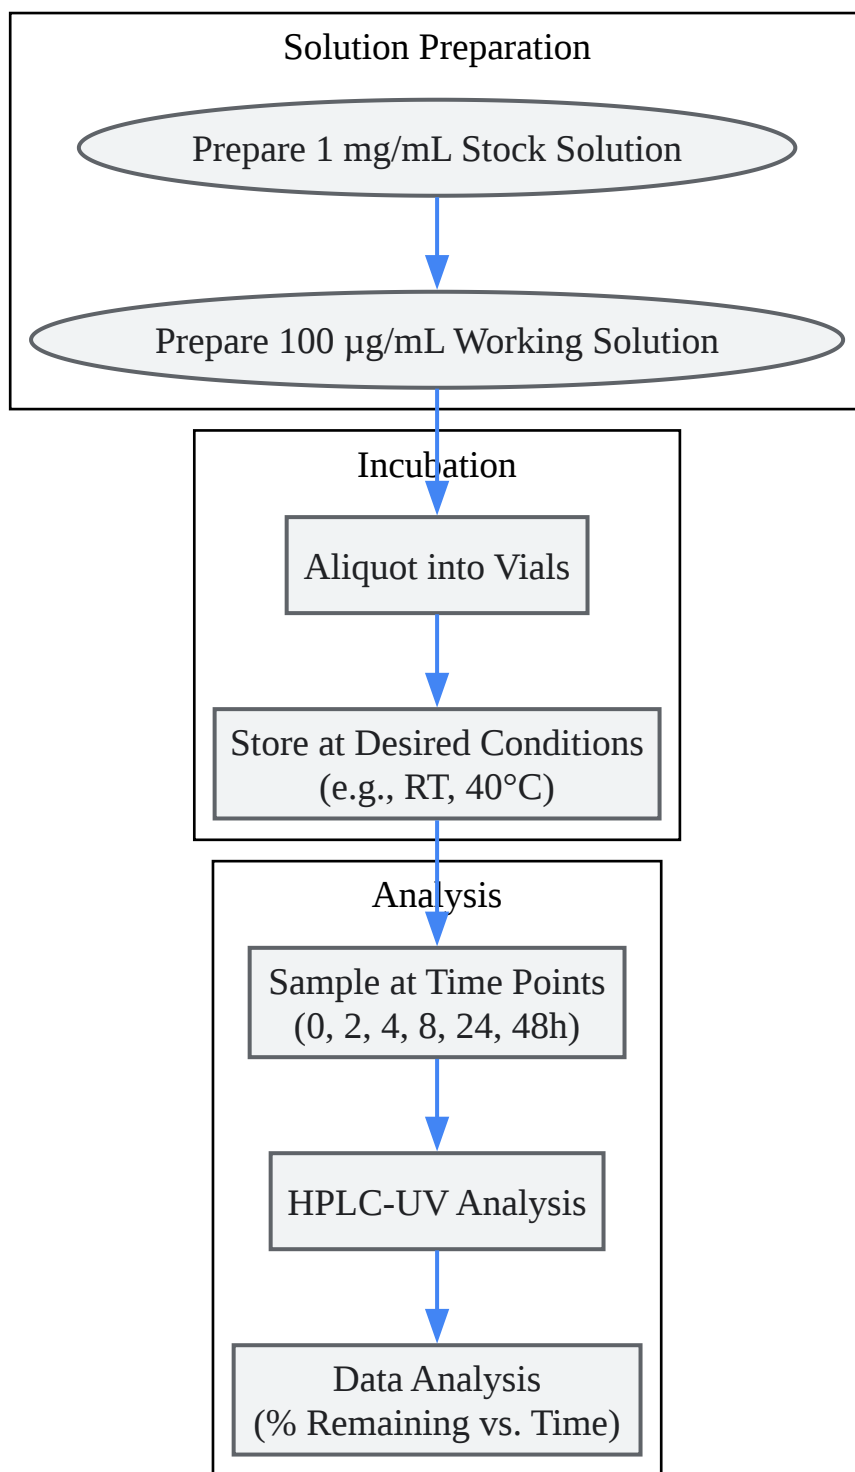 Solution Preparation
Prepare 1 mg/mL Stock Solution
Prepare 100 µg/mL Working Solution
Incubation
Aliquot into Vials
Store at Desired Conditions
(e.g., RT, 40°C)
Analysis
Sample at Time Points
(0, 2, 4, 8, 24, 48h)
HPLC-UV Analysis
Data Analysis
(% Remaining vs. Time)